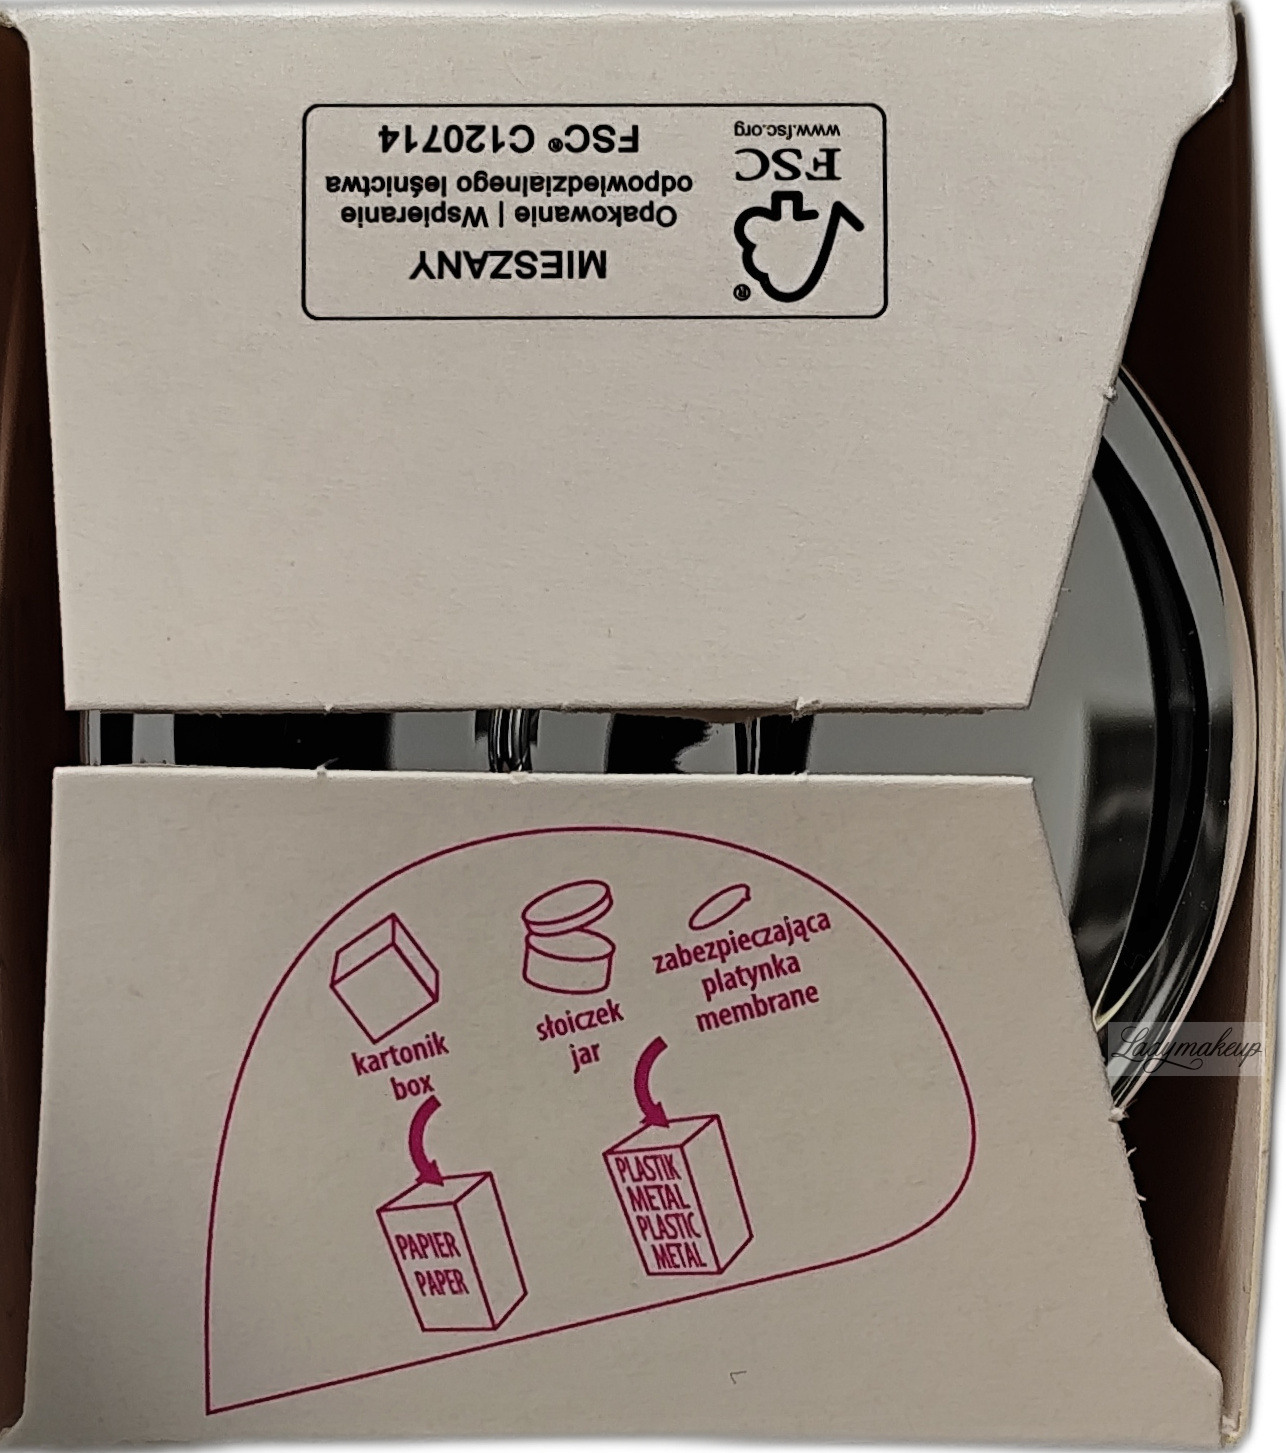 MIESZANY
Opakowanie | Wspieranie
odpowiedzialnego leśnictwa
FSC® C120714
®
FSC
www.fsc.org
kartonik
box
słoiczek
jar
zabezpieczająca
platynka
membrane
PAPIER
PAPER
PLASTIK
METAL
PLASTIC
METAL
Ladymakeup